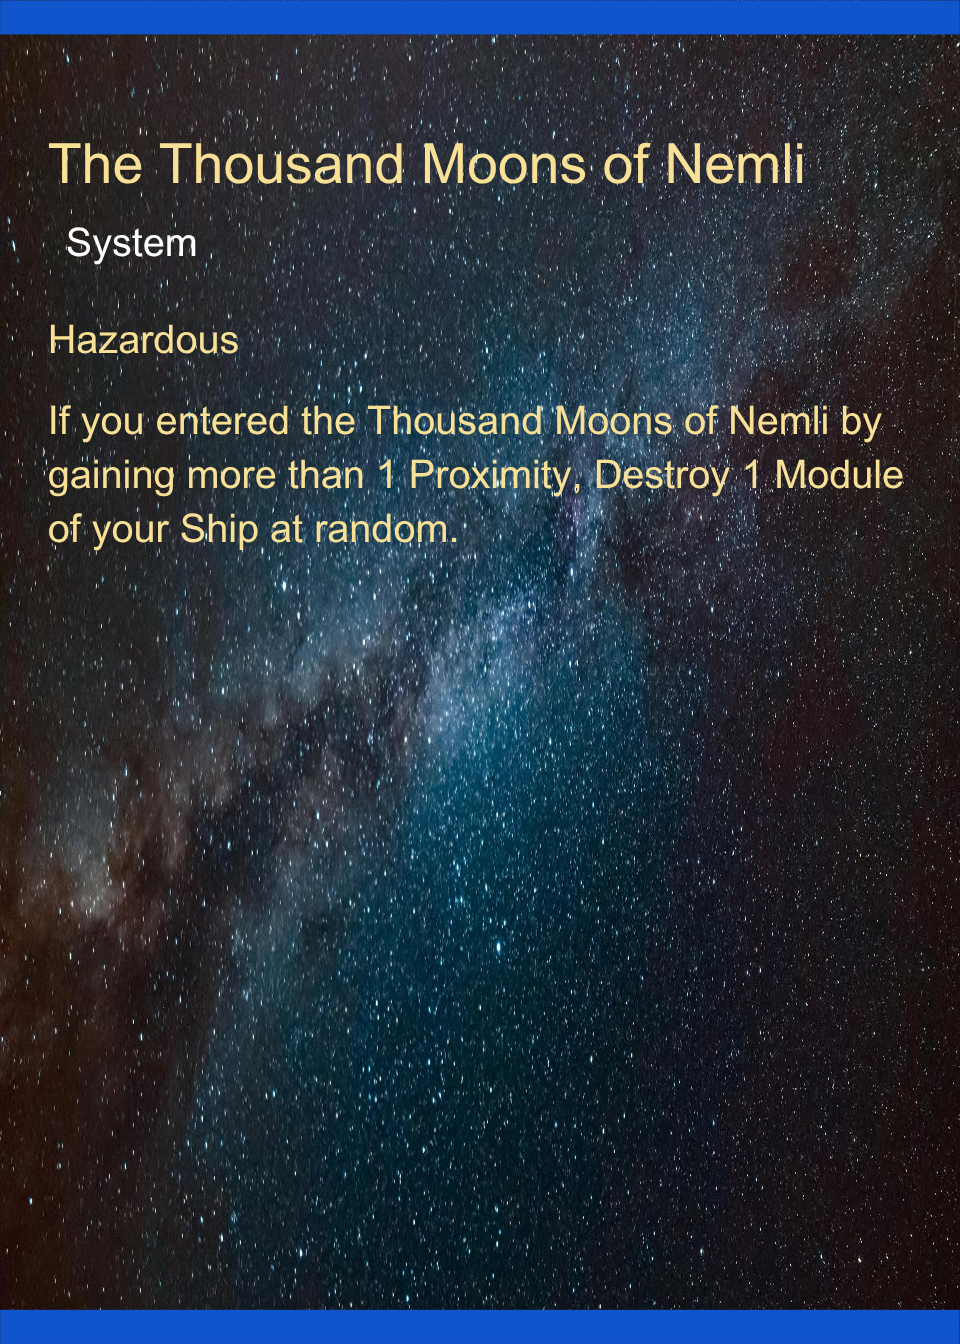 The Thousand Moons of Nemli
System
Hazardous
If you entered the Thousand Moons of Nemli by
gaining more than 1 Proximity, Destroy 1 Module
of your Ship at random.